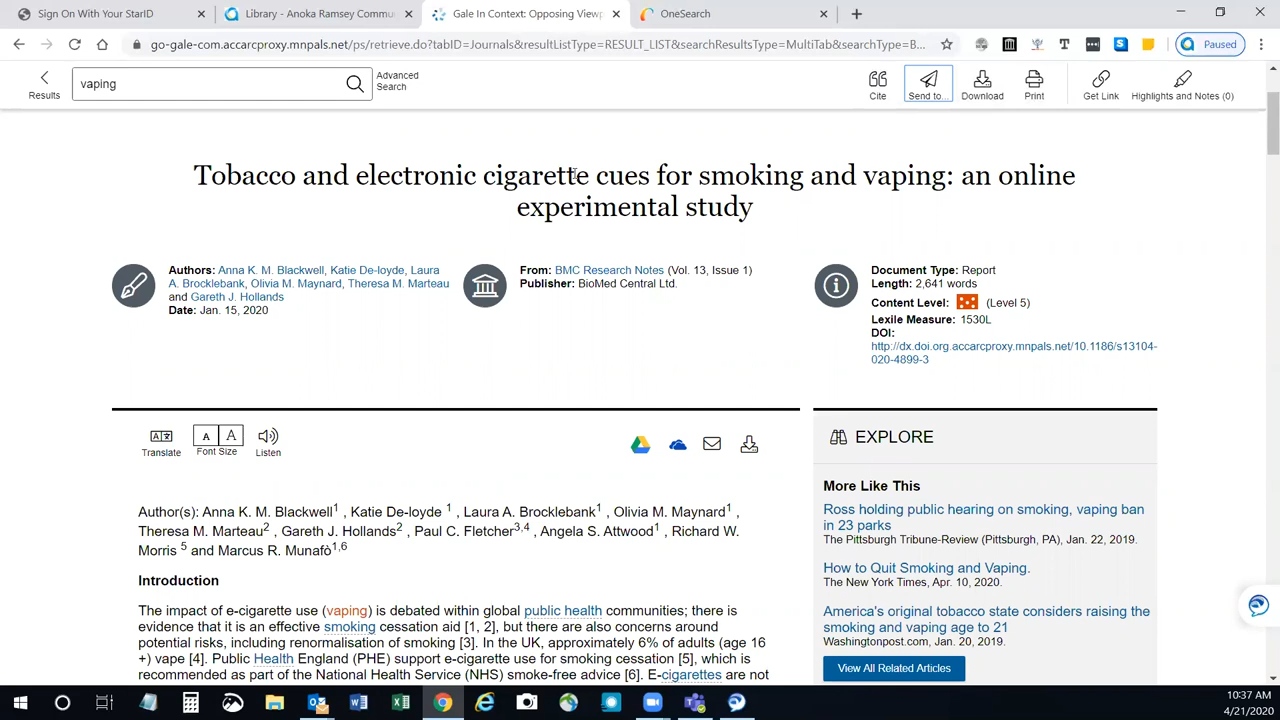 Sign On With Your StarID
Library - Anoka Ramsey Commu
Gale In Context: Opposing Viewp
OneSearch
go-gale-com.accarcproxy.mnpals.net/ps/retrieve.do?tabID=Journals&resultListType=RESULT_LIST&searchResultsType=MultiTab&searchType=B...
Paused
Results
vaping
Advanced
Search
Cite
Send to...
Download
Print
Get Link
Highlights and Notes (0)
Tobacco and electronic cigarette cues for smoking and vaping: an online
experimental study
Authors: Anna K. M. Blackwell, Katie De-loyde, Laura
A. Brocklebank, Olivia M. Maynard, Theresa M. Marteau
and Gareth J. Hollands
Date: Jan. 15, 2020
From: BMC Research Notes (Vol. 13, Issue 1)
Publisher: BioMed Central Ltd.
Document Type: Report
Length: 2,641 words
Content Level: (Level 5)
Lexile Measure: 1530L
DOI:
http://dx.doi.org.accarcproxy.mnpals.net/10.1186/s13104-
020-4899-3
Translate
A A
Font Size
Listen
EXPLORE
More Like This
Ross holding public hearing on smoking, vaping ban
in 23 parks
The Pittsburgh Tribune-Review (Pittsburgh, PA), Jan. 22, 2019.
How to Quit Smoking and Vaping.
The New York Times, Apr. 10, 2020.
America's original tobacco state considers raising the
smoking and vaping age to 21
Washingtonpost.com, Jan. 20, 2019.
View All Related Articles
Author(s): Anna K. M. Blackwell1 , Katie De-loyde 1 , Laura A. Brocklebank1 , Olivia M. Maynard1 ,
Theresa M. Marteau2 , Gareth J. Hollands2 , Paul C. Fletcher3,4 , Angela S. Attwood1 , Richard W.
Morris 5 and Marcus R. Munafò1,6
Introduction
The impact of e-cigarette use (vaping) is debated within global public health communities; there is
evidence that it is an effective smoking cessation aid [1, 2], but there are also concerns around
potential risks, including renormalisation of smoking [3]. In the UK, approximately 6% of adults (age 16
+) vape [4]. Public Health England (PHE) support e-cigarette use for smoking cessation [5], which is
recommended as part of the National Health Service (NHS) smoke-free advice [6]. E-cigarettes are not
10:37 AM
4/21/2020